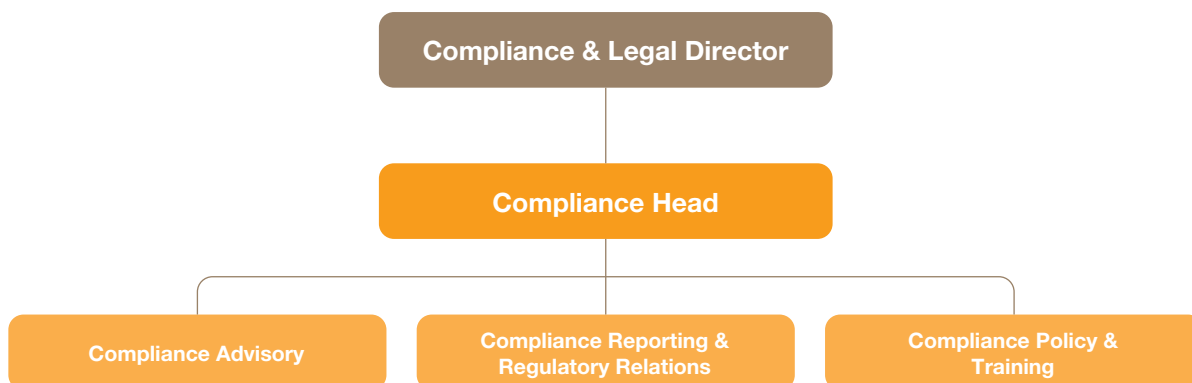 Compliance & Legal Director
Compliance Head
Compliance Advisory
Compliance Reporting &
Regulatory Relations
Compliance Policy &
Training